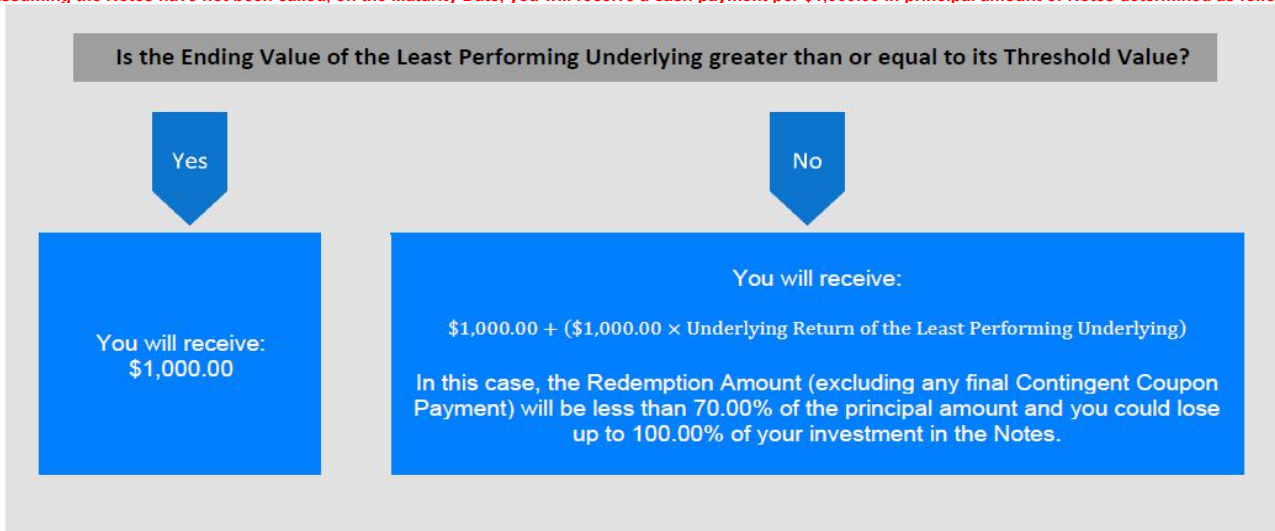 Is the Ending Value of the Least Performing Underlying greater than or equal to its Threshold Value?
Yes
No
You will receive:
$1,000.00
You will receive:
$1,000.00 + ($1,000.00 × Underlying Return of the Least Performing Underlying)
In this case, the Redemption Amount (excluding any final Contingent Coupon
Payment) will be less than 70.00% of the principal amount and you could lose
up to 100.00% of your investment in the Notes.